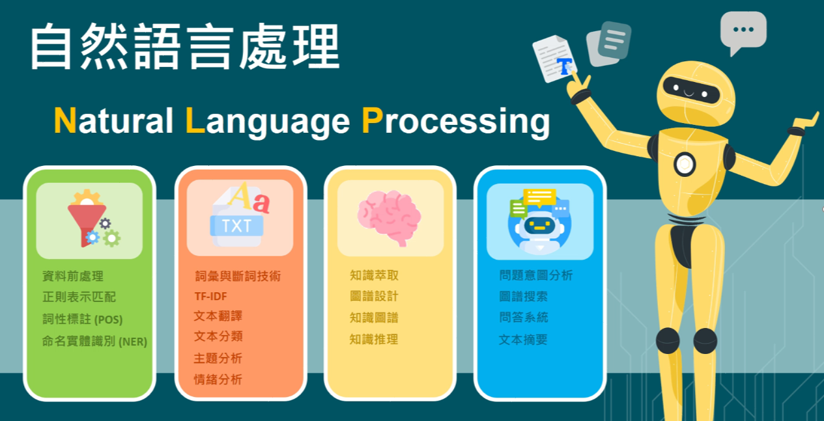 自然語言處理
Natural Language Processing
資料前處理
正則表示匹配
詞性標註 (POS)
命名實體識別 (NER)
Aa
TXT
詞彙與斷詞技術
TF-IDF
文本翻譯
文本分類
主題分析
情緒分析
知識萃取
圖譜設計
知識圖譜
知識推理
問題意圖分析
圖譜搜索
問答系統
文本摘要
T